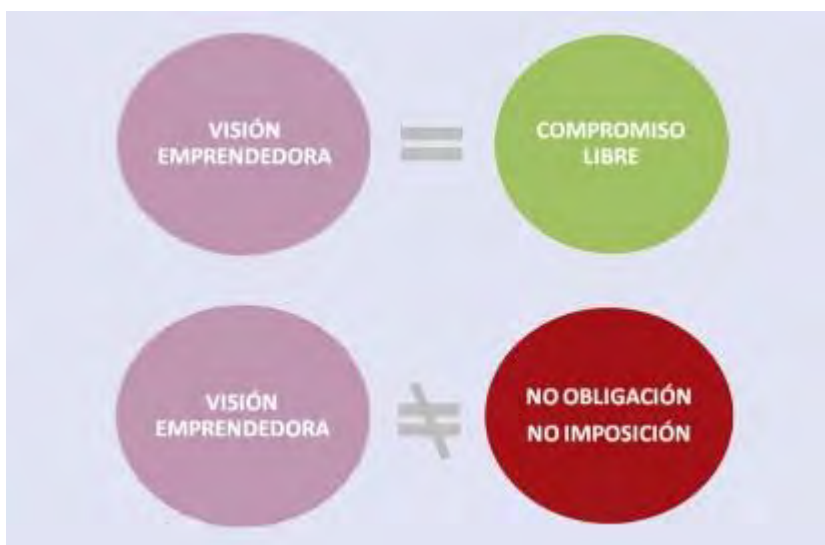 VISIÓN
EMPRENDEDORA
=
COMPROMISO
LIBRE
VISIÓN
EMPRENDEDORA
≠
NO OBLIGACIÓN
NO IMPOSICIÓN